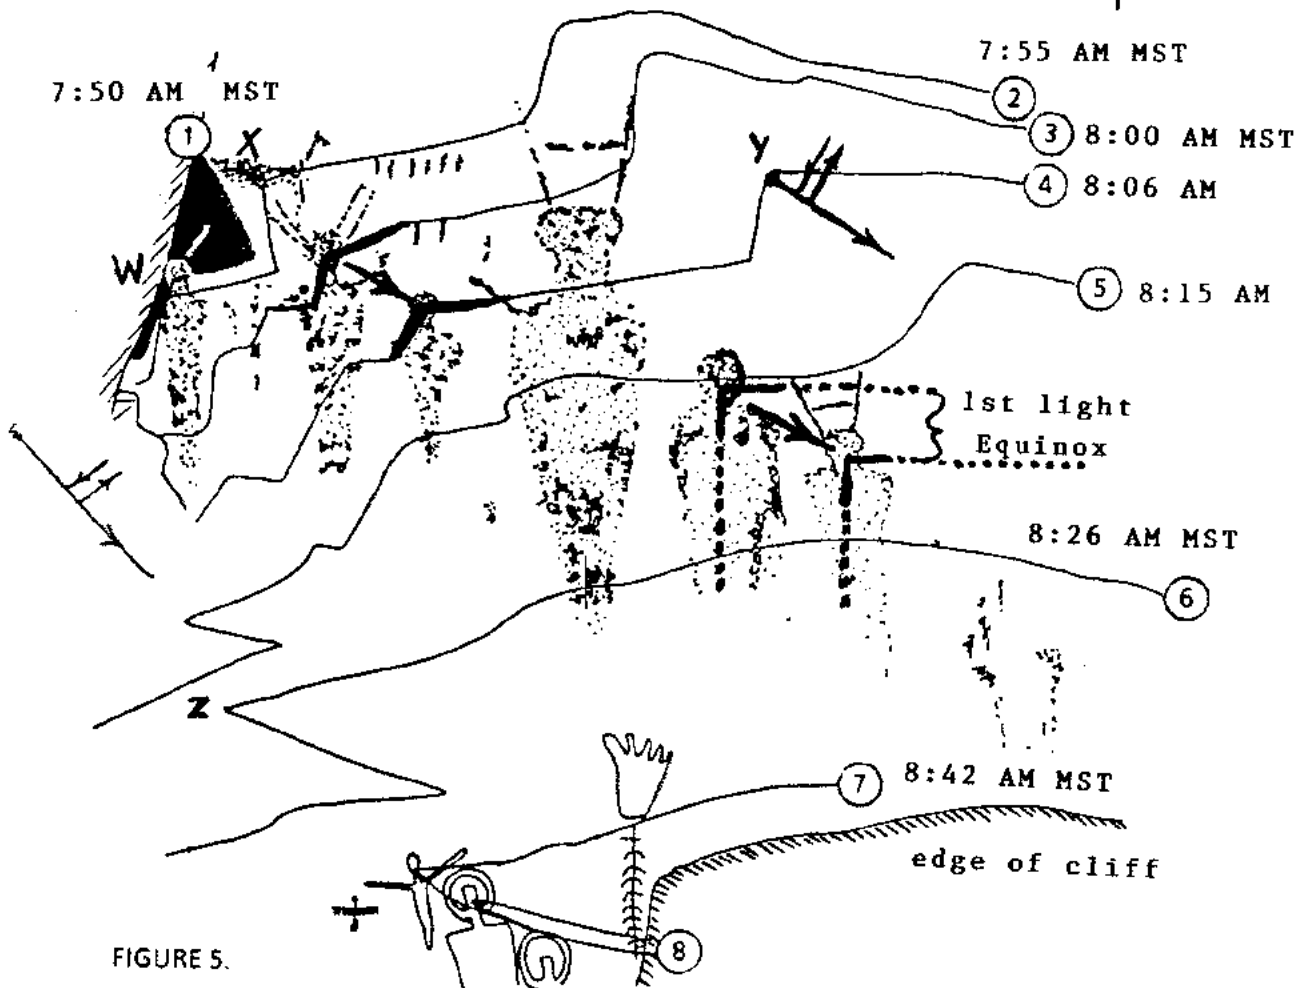 7:55 AM MST
7:50 AM MST
2
1
X
3 8:00 AM MST
Y
4 8:06 AM
W
5 8:15 AM
1st light
Equinox
8:26 AM MST
6
Z
7 8:42 AM MST
edge of cliff
8
FIGURE 5.